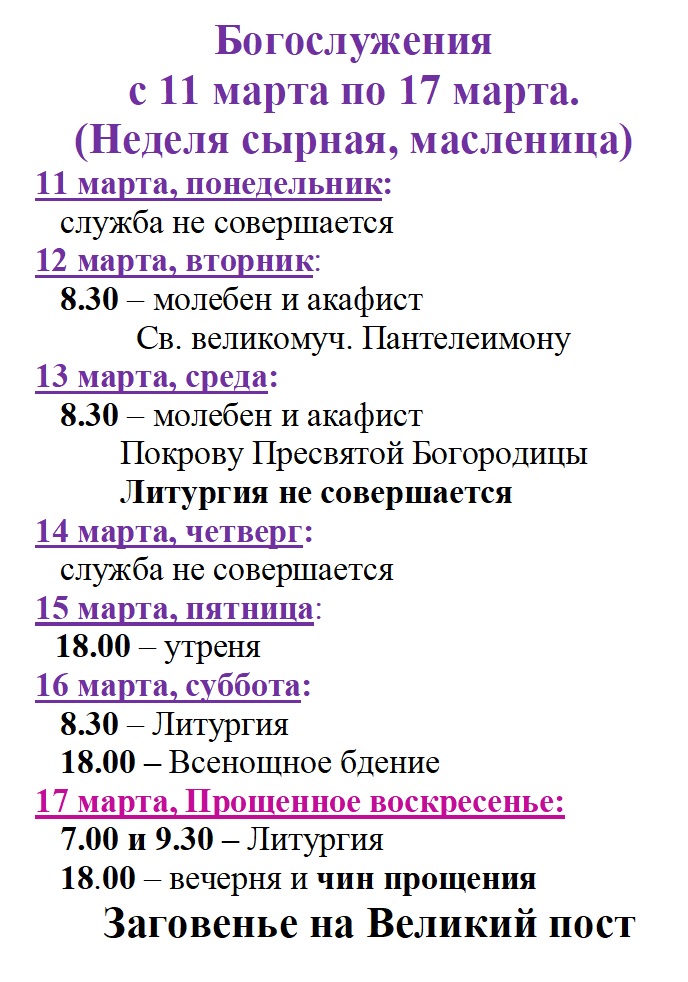 Богослужения
с 11 марта по 17 марта.
(Неделя сырная, масленица)
11 марта, понедельник:
служба не совершается
12 марта, вторник:
8.30 – молебен и акафист
Св. великомуч. Пантелеимону
13 марта, среда:
8.30 – молебен и акафист
Покрову Пресвятой Богородицы
Литургия не совершается
14 марта, четверг:
служба не совершается
15 марта, пятница:
18.00 – утреня
16 марта, суббота:
8.30 – Литургия
18.00 – Всенощное бдение
17 марта, Прощенное воскресенье:
7.00 и 9.30 – Литургия
18.00 – вечерня и чин прощения
Заговенье на Великий пост